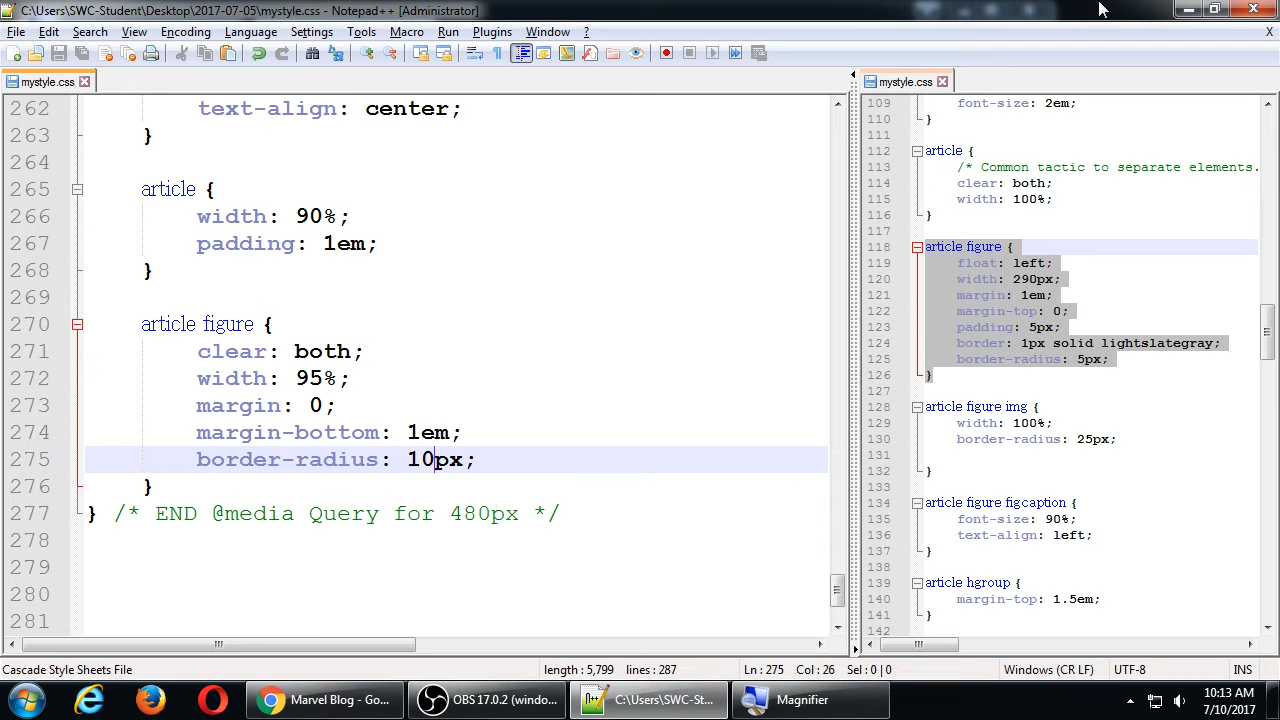 C:\Users\SWC-Student\Desktop\2017-07-05\mystyle.css - Notepad++ [Administrator]
File Edit Search View Encoding Language Settings Tools Macro Run Plugins Window ? X
mystyle.css
262 text-align: center;
263 }
264
265 article {
266 width: 90%;
267 padding: 1em;
268 }
269
270 article figure {
271 clear: both;
272 width: 95%;
273 margin: 0;
274 margin-bottom: 1em;
275 border-radius: 10px;
276 }
277 } /* END @media Query for 480px */
278
279
280
281
mystyle.css
109 font-size: 2em;
110 }
111
112 article {
113 /* Common tactic to separate elements.
114 clear: both;
115 width: 100%;
116 }
117
118 article figure {
119 float: left;
120 width: 290px;
121 margin: 1em;
122 margin-top: 0;
123 padding: 5px;
124 border: 1px solid lightslategray;
125 border-radius: 5px;
126 }
127
128 article figure img {
129 width: 100%;
130 border-radius: 25px;
131
132 }
133
134 article figure figcaption {
135 font-size: 90%;
136 text-align: left;
137 }
138
139 article hgroup {
140 margin-top: 1.5em;
141 }
142
Cascade Style Sheets File length : 5,799 lines : 287 Ln : 275 Col : 26 Sel : 0 | 0 Windows (CR LF) UTF-8 INS
Marvel Blog - Go... OBS 17.0.2 (windo... C:\Users\SWC-St... Magnifier
10:13 AM
7/10/2017